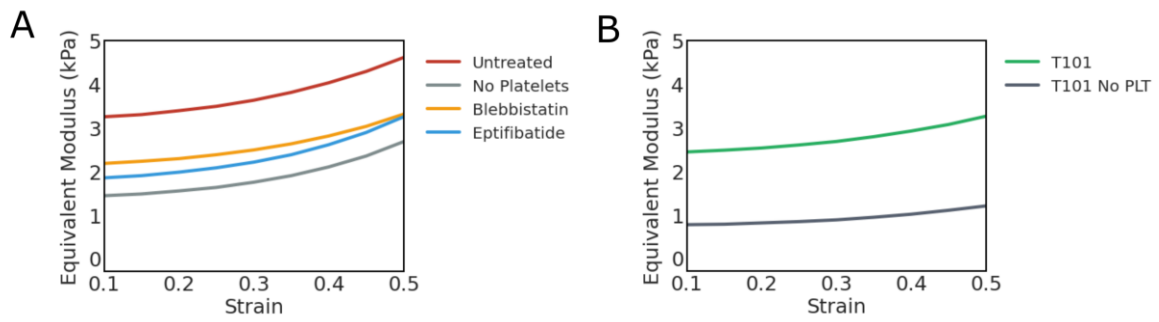 A
Equivalent Modulus (kPa)
5
4
3
2
1
0
0.1
0.2
0.3
0.4
0.5
Strain
Untreated
No Platelets
Blebbistatin
Eptifibatide
B
Equivalent Modulus (kPa)
5
4
3
2
1
0
0.1
0.2
0.3
0.4
0.5
Strain
T101
T101 No PLT